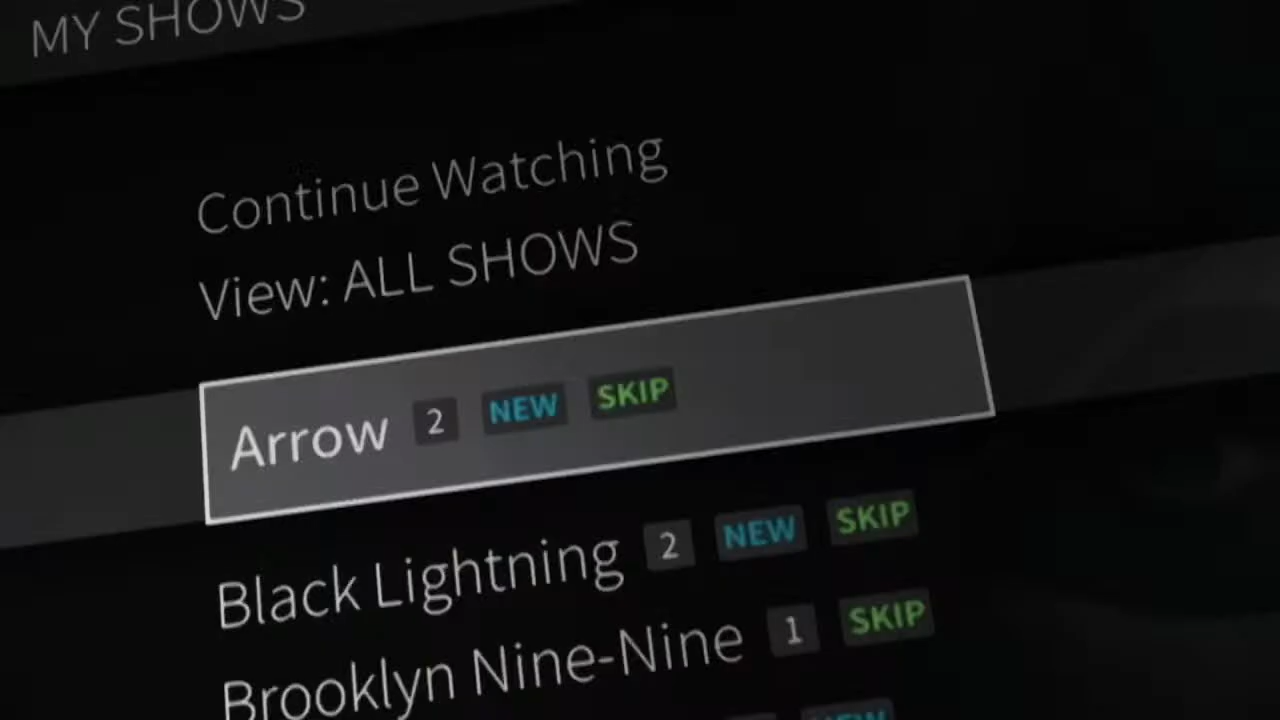 MY SHOWS
Continue Watching
View: ALL SHOWS
Arrow 2 NEW SKIP
Black Lightning 2 NEW SKIP
Brooklyn Nine-Nine 1 SKIP
NEW